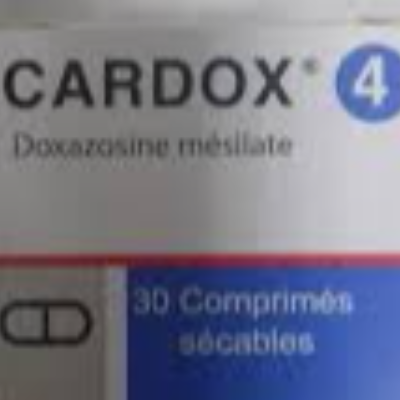 CARDOX® 4
Doxazosine mésilate
30 Comprimés
sécables